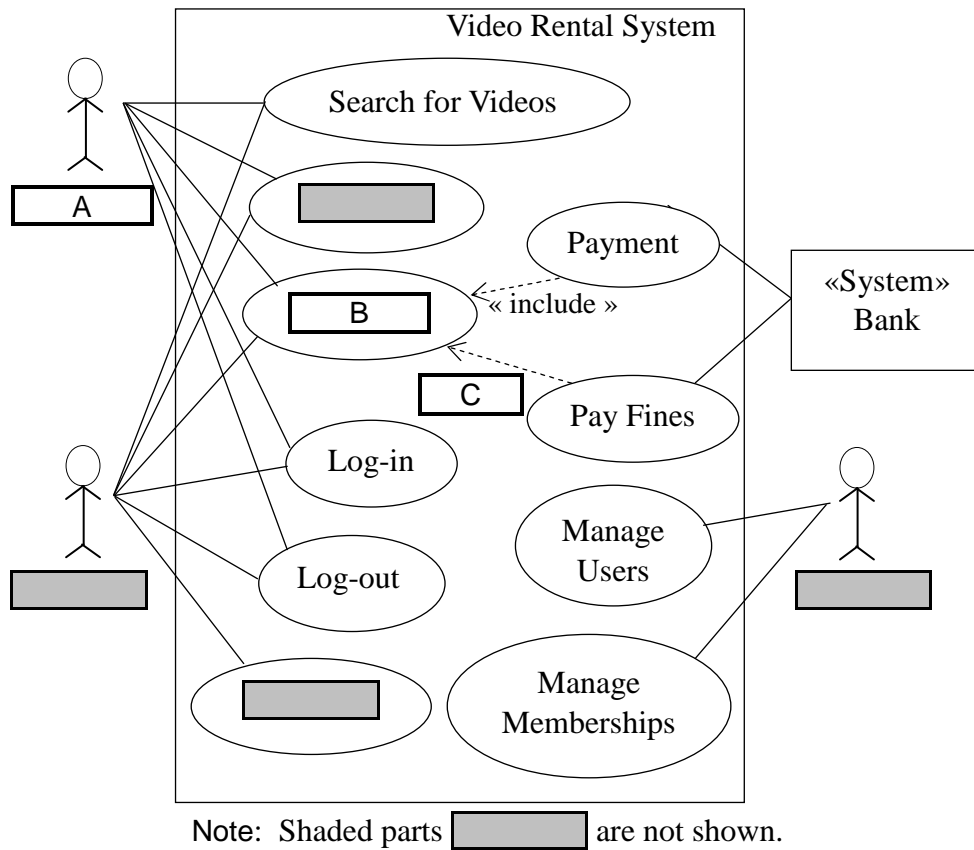 Video Rental System
Search for Videos
A
Payment
«System»
Bank
B
« include »
C
Pay Fines
Log-in
Manage
Users
Log-out
Manage
Memberships
Note: Shaded parts are not shown.